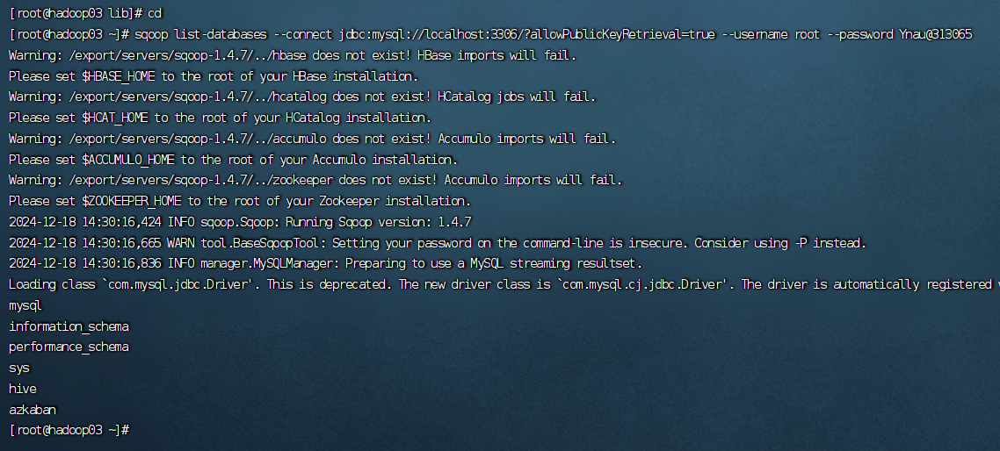 [root@hadoop03 lib]# cd
[root@hadoop03 ~]# sqoop list-databases --connect jdbc:mysql://localhost:3306/?allowPublicKeyRetrieval=true --username root --password Ynau@313065
Warning: /export/servers/sqoop-1.4.7/../hbase does not exist! HBase imports will fail.
Please set $HBASE_HOME to the root of your HBase installation.
Warning: /export/servers/sqoop-1.4.7/../hcatalog does not exist! HCatalog jobs will fail.
Please set $HCAT_HOME to the root of your HCatalog installation.
Warning: /export/servers/sqoop-1.4.7/../accumulo does not exist! Accumulo imports will fail.
Please set $ACCUMULO_HOME to the root of your Accumulo installation.
Warning: /export/servers/sqoop-1.4.7/../zookeeper does not exist! Accumulo imports will fail.
Please set $ZOOKEEPER_HOME to the root of your Zookeeper installation.
2024-12-18 14:30:16,424 INFO sqoop.Sqoop: Running Sqoop version: 1.4.7
2024-12-18 14:30:16,665 WARN tool.BaseSqoopTool: Setting your password on the command-line is insecure. Consider using -P instead.
2024-12-18 14:30:16,836 INFO manager.MySQLManager: Preparing to use a MySQL streaming resultset.
Loading class `com.mysql.jdbc.Driver'. This is deprecated. The new driver class is `com.mysql.cj.jdbc.Driver'. The driver is automatically registered
mysql
information_schema
performance_schema
sys
hive
azkaban
[root@hadoop03 ~]#